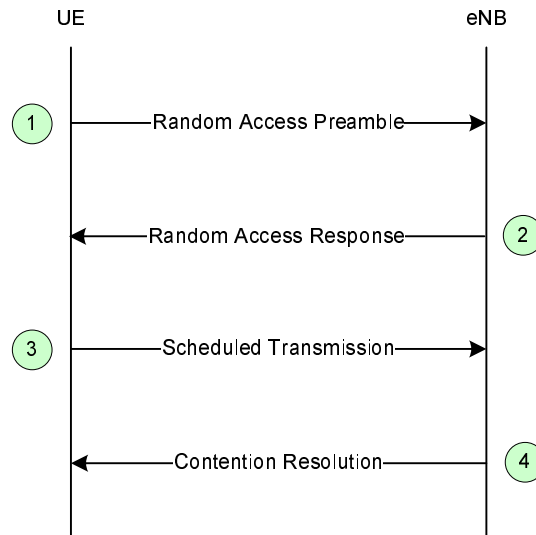 UE eNB
1 Random Access Preamble
Random Access Response 2
3 Scheduled Transmission
Contention Resolution 4